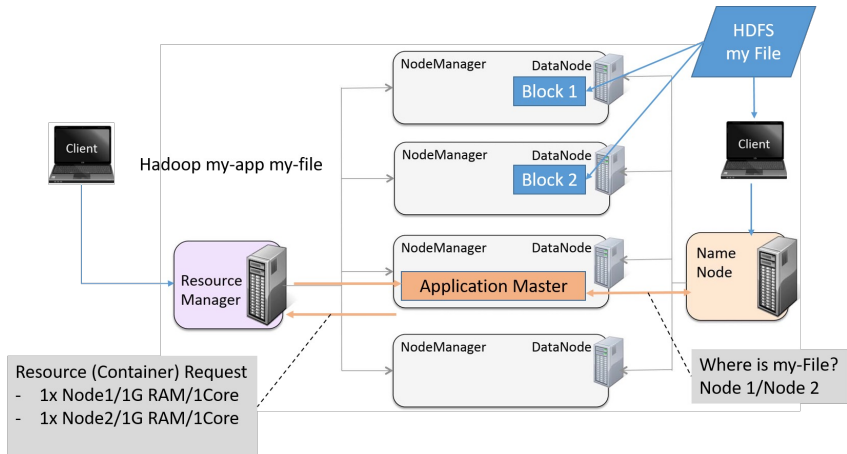 HDFS
my File
NodeManager
DataNode
Block 1
Client
Client
Hadoop my-app my-file
NodeManager
DataNode
Block 2
NodeManager
DataNode
Application Master
Resource
Manager
Name
Node
NodeManager
DataNode
Resource (Container) Request
- 1x Node1/1G RAM/1Core
- 1x Node2/1G RAM/1Core
Where is my-File?
Node 1/Node 2